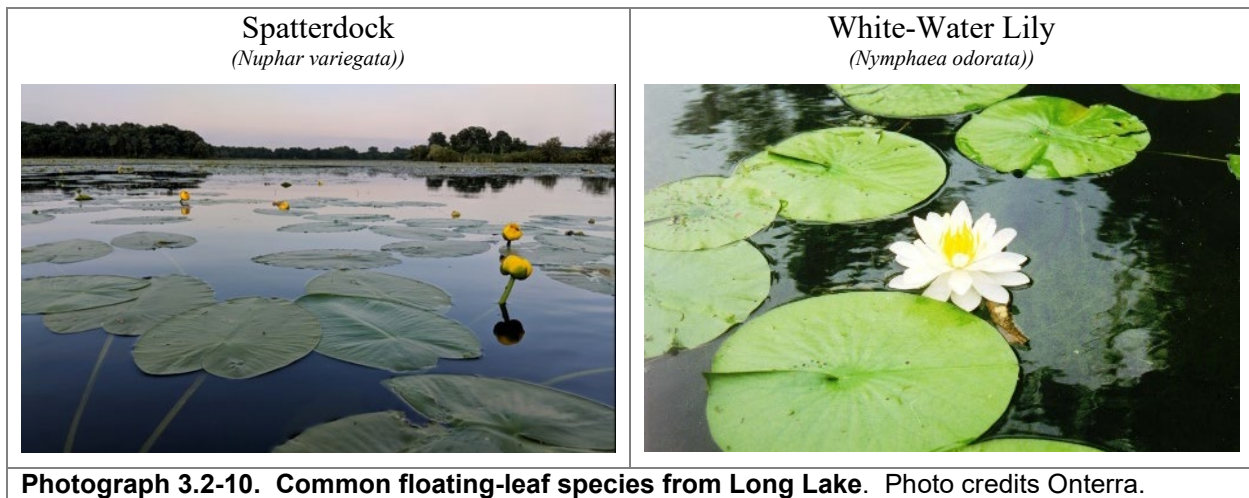 Spatterdock
(Nuphar variegata))
White-Water Lily
(Nymphaea odorata))
Photograph 3.2-10. Common floating-leaf species from Long Lake. Photo credits Onterra.